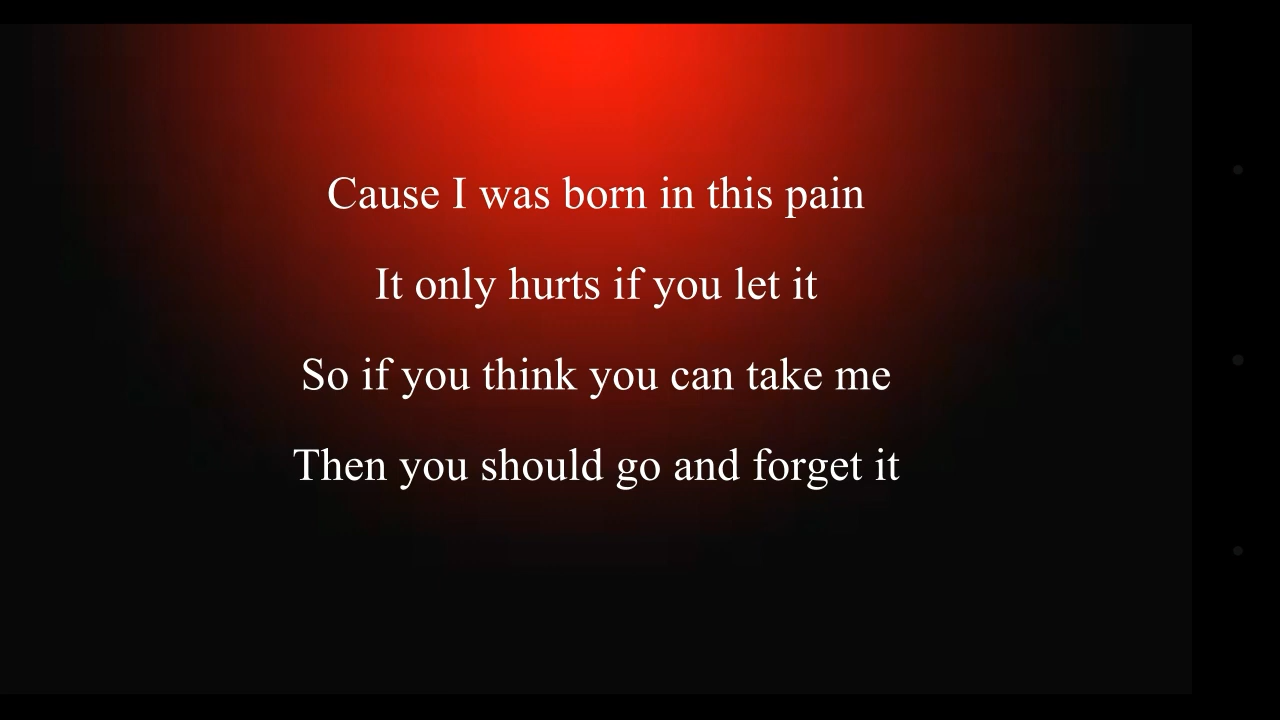 Cause I was born in this pain
It only hurts if you let it
So if you think you can take me
Then you should go and forget it